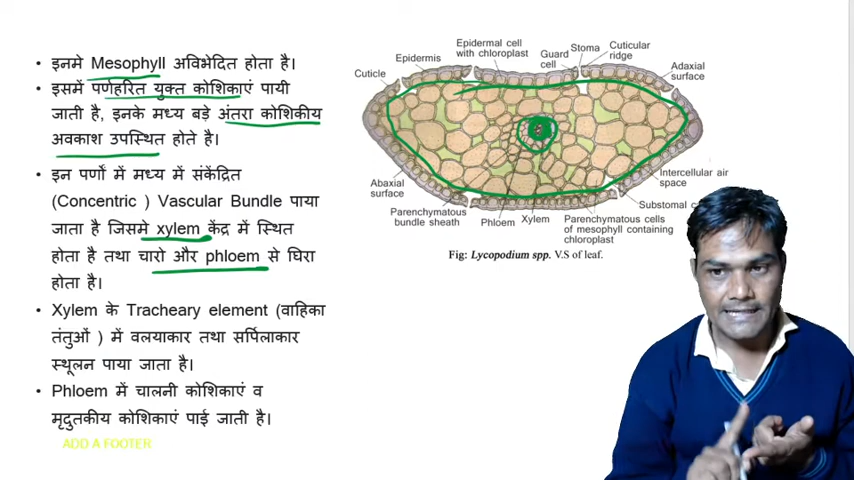 • इनमे Mesophyll अविभेदित होता है।
• इसमें पर्णहरित युक्त कोशिकाएं पायी
जाती है, इनके मध्य बड़े अंतरा कोशिकीय
अवकाश उपस्थित होते है।
• इन पर्णो में मध्य में संकेंद्रित
(Concentric ) Vascular Bundle पाया
जाता है जिसमे xylem केंद्र में स्थित
होता है तथा चारो और phloem से घिरा
होता है।
• Xylem के Tracheary element (वाहिका
तंतुओं ) में वलयाकार तथा सर्पिलाकार
स्थूलन पाया जाता है।
• Phloem में चालनी कोशिकाएं व
मृदुतकीय कोशिकाएं पाई जाती है।
ADD A FOOTER
Cuticle
Epidermis
Epidermal cell
with chloroplast
Guard
cell
Stoma
Cuticular
ridge
Adaxial
surface
Abaxial
surface
Parenchymatous
bundle sheath
Phloem
Xylem
Parenchymatous cells
of mesophyll containing
chloroplast
Substomal
Intercellular air
space
Fig: Lycopodium spp. V.S of leaf.